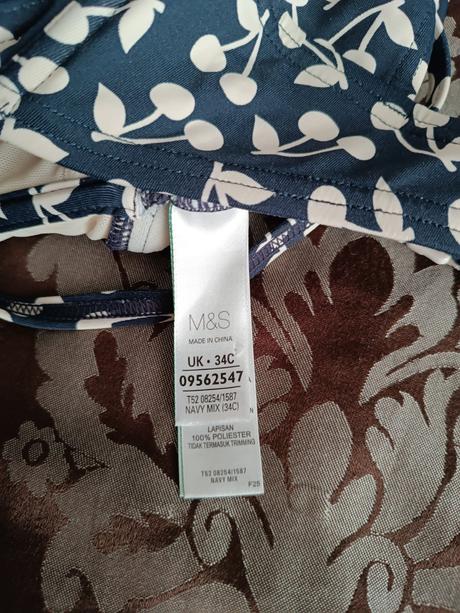 M&S
MADE IN CHINA
UK • 34C
09562547
T52 08254/1587
NAVY MIX (34C)
LAPISAN
100% POLIESTER
TIDAK TERMASUK TRIMMING
T52 08254/1587
NAVY MIX
F25